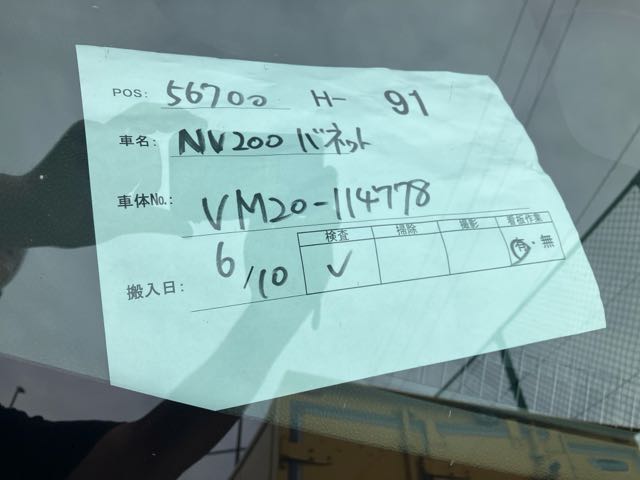 POS: 56700 H- 91
車名: NV200 バネット
車体No.: VM20-114778
搬入日: 6/10
検査 掃除 撮影 看板作業
✓ 有・無